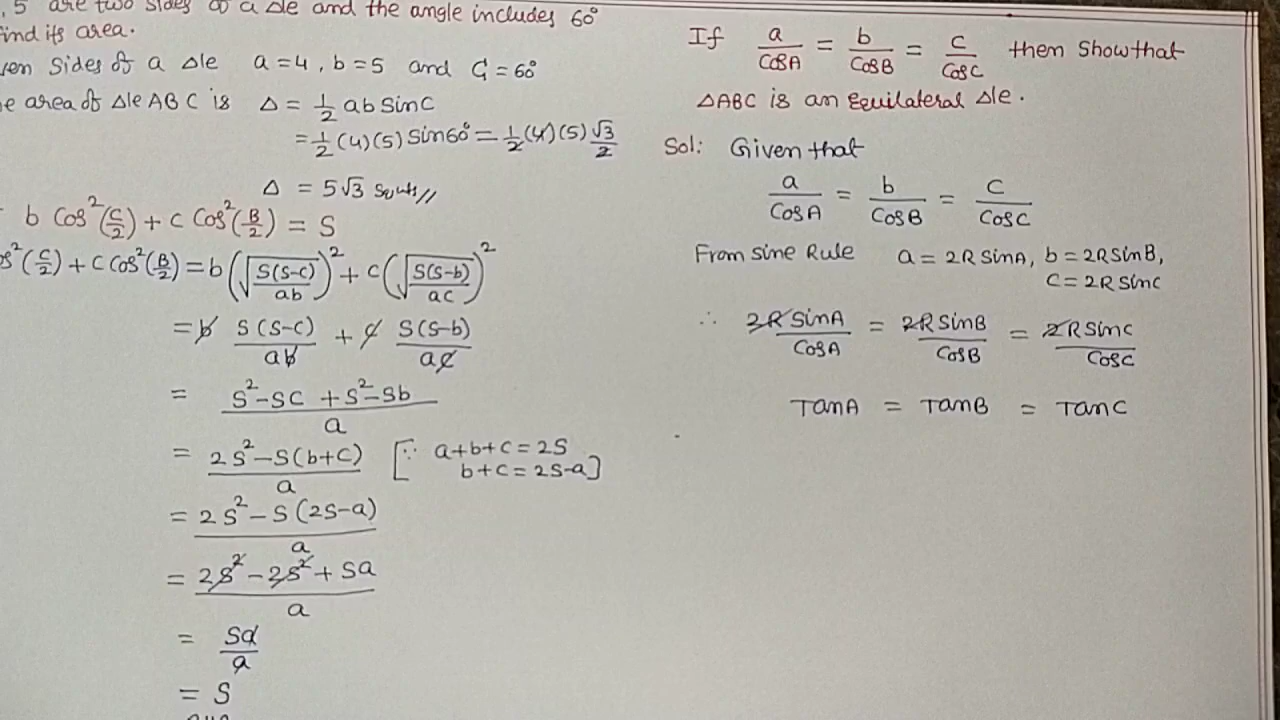 5 are two sides of a Δle and the angle includes 60°
find its area.
Sides of a Δle a=4, b=5 and C=60°
area of Δle ABC is Δ = 1/2 ab Sinc
= 1/2 (4)(5) Sin60° = 1/2 (4)(5) √3/2
Δ = 5√3
b Cos²(C/2) + c Cos²(B/2) = S
(C/2) + c Cos²(B/2) = b(√(S(S-c)/ab))² + c(√(S(S-b)/ac))²
= b S(S-c)/ab + c S(S-b)/ac
= S²-SC + S²-Sb / a
= 2S²-S(b+c) / a [∵ a+b+c = 2S
b+c = 2S-a]
= 2S²-S(2S-a) / a
= 2S²-2S²+Sa / a
= Sa/a
= S
If a/CosA = b/CosB = c/CosC then Show that
ΔABC is an Equilateral Δle.
Sol: Given that
a/CosA = b/CosB = c/CosC
From sine Rule a = 2R SinA, b = 2R SinB,
c = 2R Sinc
∴ 2R SinA/CosA = 2R SinB/CosB = 2R Sinc/CosC
TanA = TanB = TanC